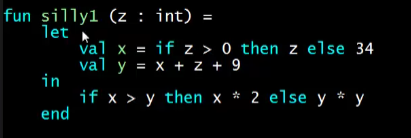 fun silly1 (z : int) =
    let
        val x = if z > 0 then z else 34
        val y = x + z + 9
    in
        if x > y then x * 2 else y * y
    end